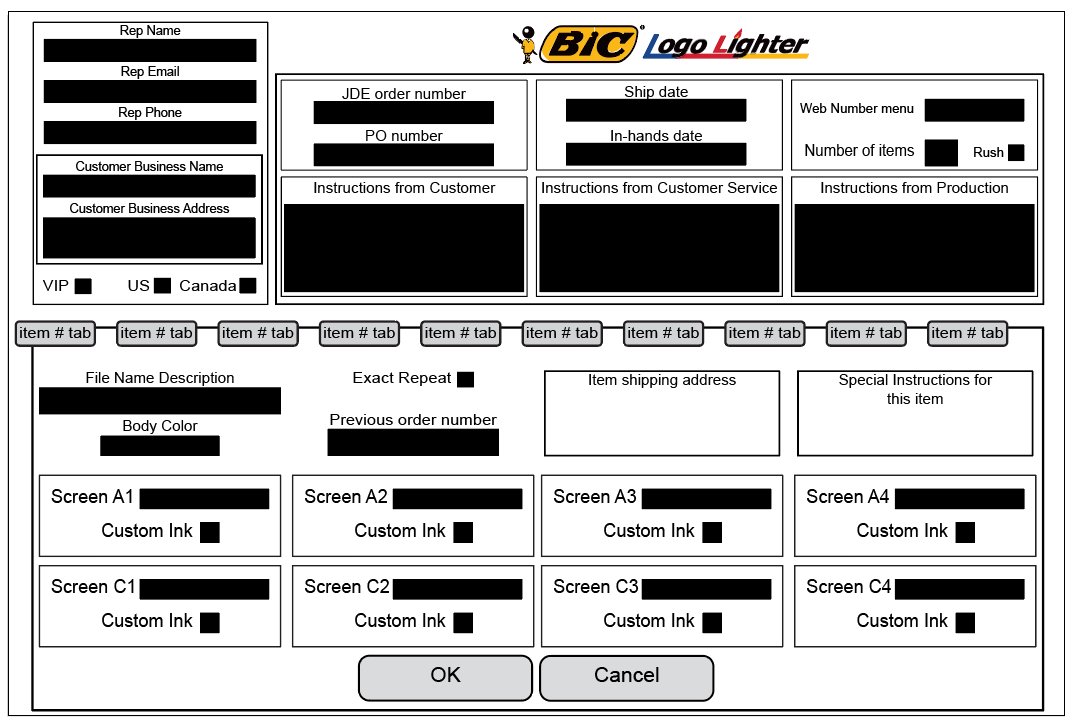 Rep Name
Rep Email
Rep Phone
Customer Business Name
Customer Business Address
VIP US Canada
BIC Logo Lighter
JDE order number
PO number
Ship date
In-hands date
Web Number menu
Number of items Rush
Instructions from Customer
Instructions from Customer Service
Instructions from Production
item # tab item # tab item # tab item # tab item # tab item # tab item # tab item # tab item # tab item # tab
File Name Description
Body Color
Exact Repeat
Previous order number
Item shipping address
Special Instructions for
this item
Screen A1
Custom Ink
Screen A2
Custom Ink
Screen A3
Custom Ink
Screen A4
Custom Ink
Screen C1
Custom Ink
Screen C2
Custom Ink
Screen C3
Custom Ink
Screen C4
Custom Ink
OK Cancel